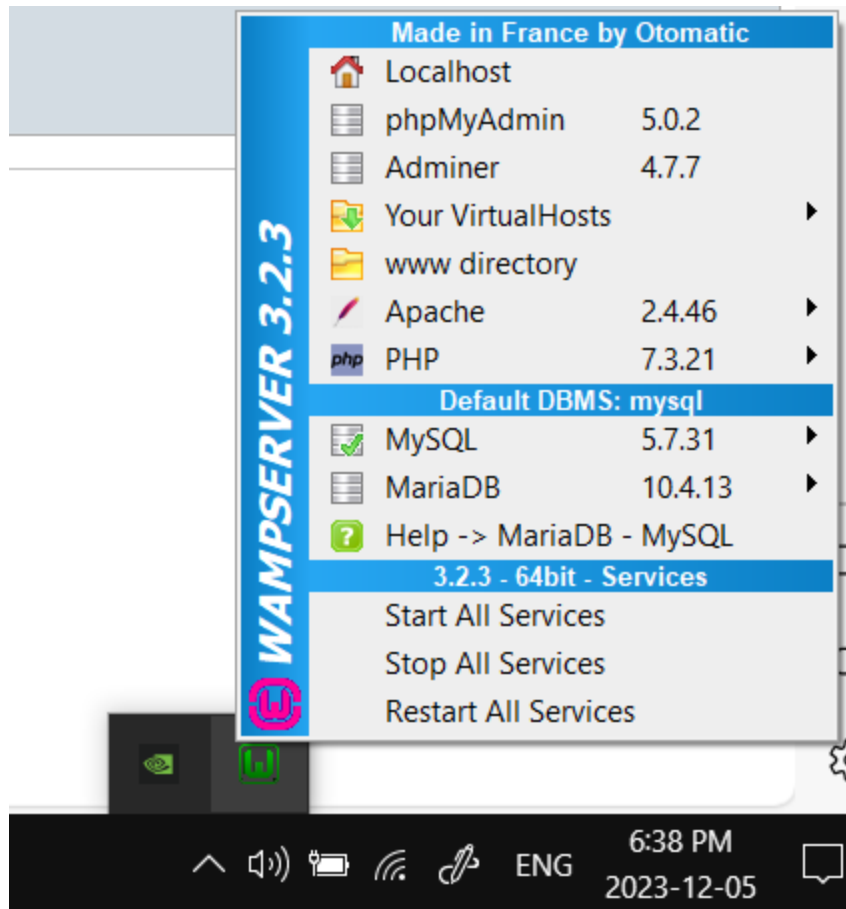 Made in France by Otomatic
Localhost
phpMyAdmin 5.0.2
Adminer 4.7.7
Your VirtualHosts
www directory
Apache 2.4.46
php PHP 7.3.21
Default DBMS: mysql
MySQL 5.7.31
MariaDB 10.4.13
? Help -> MariaDB - MySQL
3.2.3 - 64bit - Services
Start All Services
Stop All Services
Restart All Services
WAMPSERVER 3.2.3
ENG
6:38 PM
2023-12-05